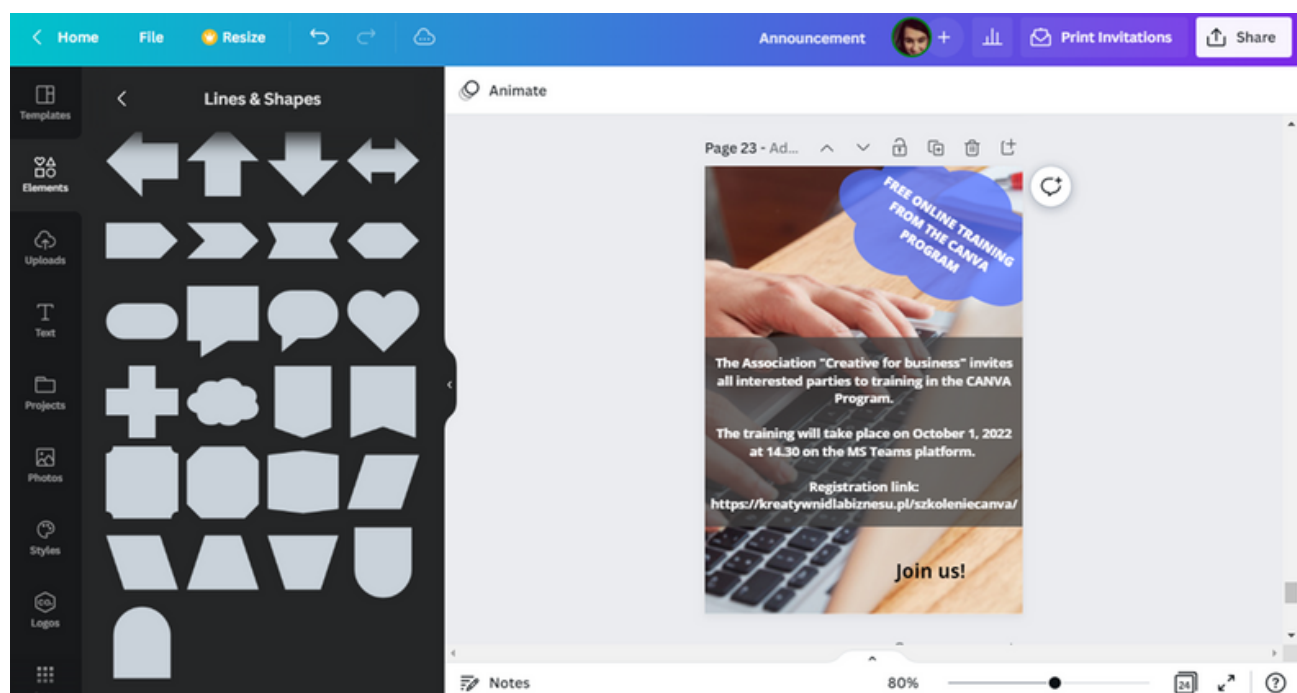 Home File Resize Announcement + Print Invitations Share
Templates
Elements
Uploads
Text
Projects
Photos
Styles
CO.
Logos
Lines & Shapes
Animate
Page 23 - Ad...
FREE ONLINE TRAINING
FROM THE CANVA
PROGRAM
The Association "Creative for business" invites
all interested parties to training in the CANVA
Program.
The training will take place on October 1, 2022
at 14.30 on the MS Teams platform.
Registration link:
https://kreatywnidlabiznesu.pl/szkoleniecanva/
Join us!
Notes 80% 24 ?